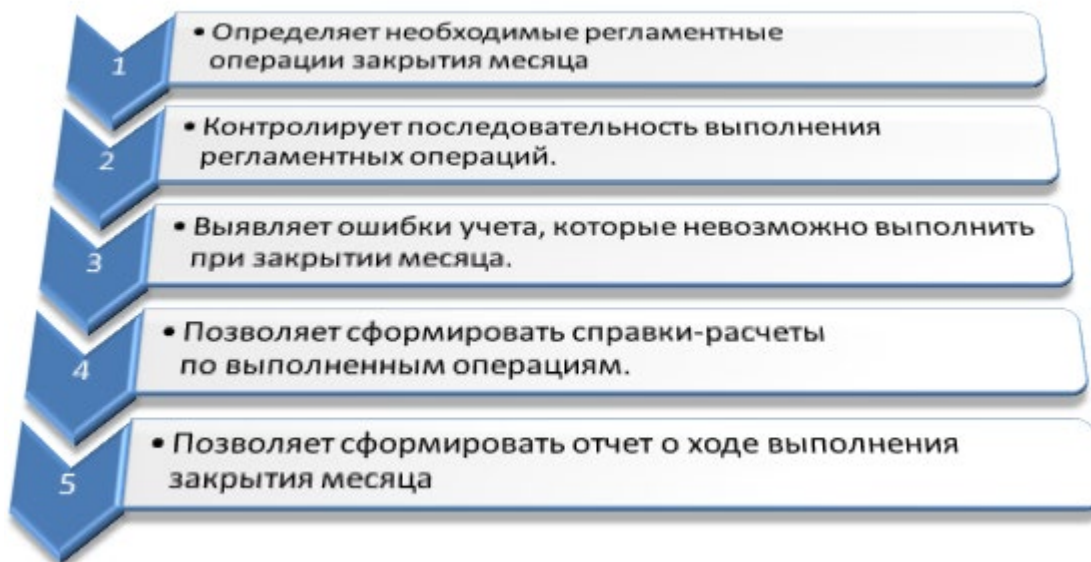 1
• Определяет необходимые регламентные
операции закрытия месяца
2
• Контролирует последовательность выполнения
регламентных операций.
3
• Выявляет ошибки учета, которые невозможно выполнить
при закрытии месяца.
4
• Позволяет сформировать справки-расчеты
по выполненным операциям.
5
• Позволяет сформировать отчет о ходе выполнения
закрытия месяца